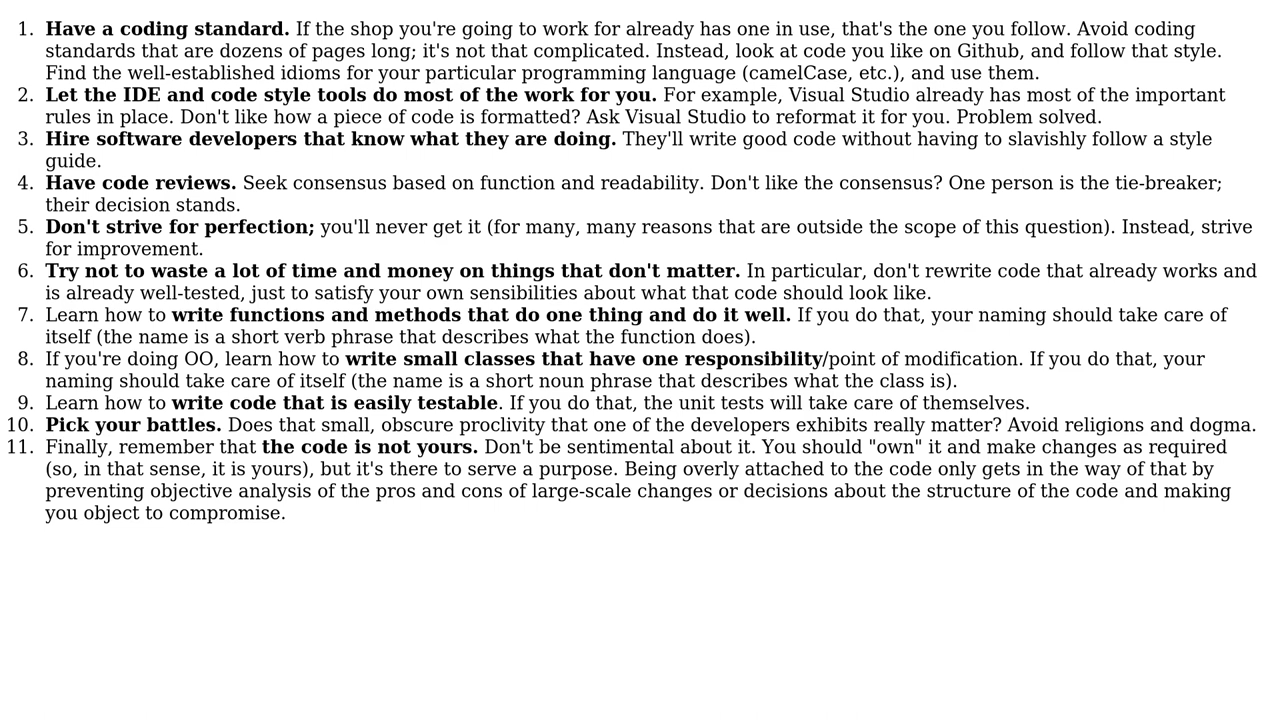 1. Have a coding standard. If the shop you're going to work for already has one in use, that's the one you follow. Avoid coding
standards that are dozens of pages long; it's not that complicated. Instead, look at code you like on Github, and follow that style.
Find the well-established idioms for your particular programming language (camelCase, etc.), and use them.
2. Let the IDE and code style tools do most of the work for you. For example, Visual Studio already has most of the important
rules in place. Don't like how a piece of code is formatted? Ask Visual Studio to reformat it for you. Problem solved.
3. Hire software developers that know what they are doing. They'll write good code without having to slavishly follow a style
guide.
4. Have code reviews. Seek consensus based on function and readability. Don't like the consensus? One person is the tie-breaker;
their decision stands.
5. Don't strive for perfection; you'll never get it (for many, many reasons that are outside the scope of this question). Instead, strive
for improvement.
6. Try not to waste a lot of time and money on things that don't matter. In particular, don't rewrite code that already works and
is already well-tested, just to satisfy your own sensibilities about what that code should look like.
7. Learn how to write functions and methods that do one thing and do it well. If you do that, your naming should take care of
itself (the name is a short verb phrase that describes what the function does).
8. If you're doing OO, learn how to write small classes that have one responsibility/point of modification. If you do that, your
naming should take care of itself (the name is a short noun phrase that describes what the class is).
9. Learn how to write code that is easily testable. If you do that, the unit tests will take care of themselves.
10. Pick your battles. Does that small, obscure proclivity that one of the developers exhibits really matter? Avoid religions and dogma.
11. Finally, remember that the code is not yours. Don't be sentimental about it. You should "own" it and make changes as required
(so, in that sense, it is yours), but it's there to serve a purpose. Being overly attached to the code only gets in the way of that by
preventing objective analysis of the pros and cons of large-scale changes or decisions about the structure of the code and making
you object to compromise.